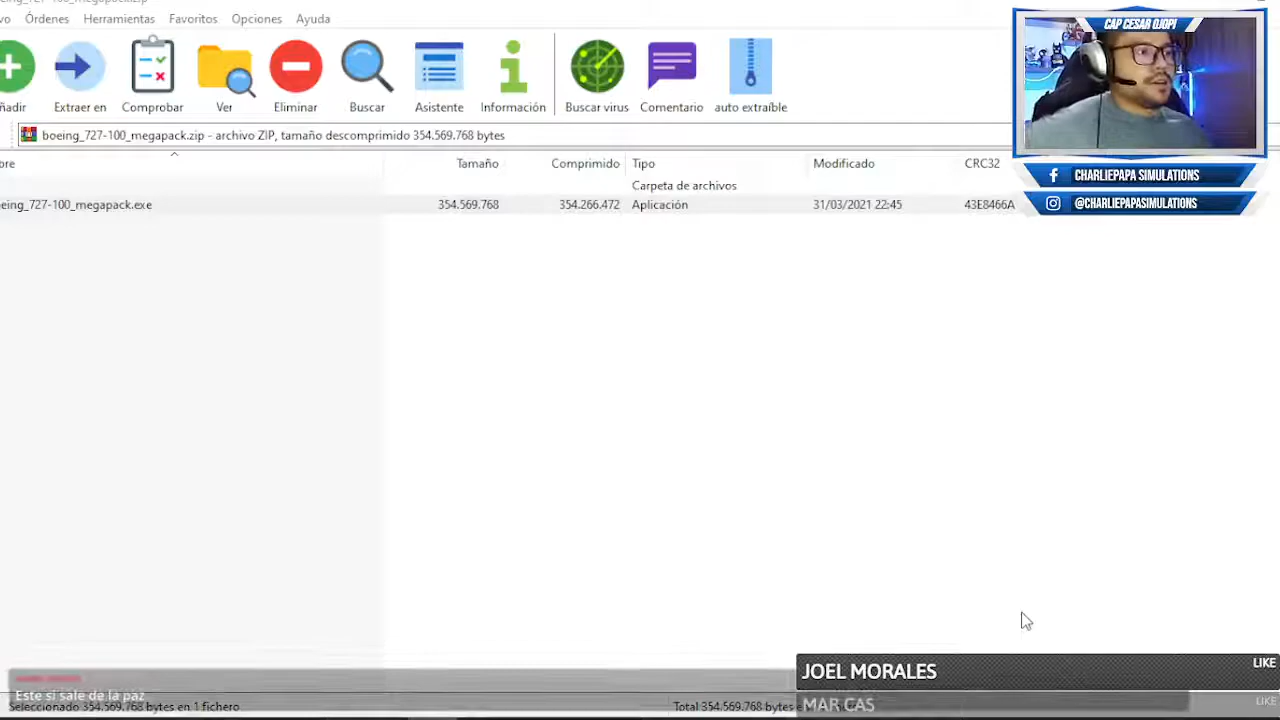 Órdenes Herramientas Favoritos Opciones Ayuda
Extraer en Comprobar Ver Eliminar Buscar Asistente Información Buscar virus Comentario auto extraíble
boeing_727-100_megapack.zip - archivo ZIP, tamaño descomprimido 354.569.768 bytes
Tamaño Comprimido Tipo Modificado CRC32
Carpeta de archivos
eing_727-100_megapack.exe 354.569.768 354.266.472 Aplicación 31/03/2021 22:45 43E8466A
CAP CESAR OJOPI
CHARLIEPAPA SIMULATIONS
@CHARLIEPAPASIMULATIONS
JOEL MORALES LIKE
Este si sale de la paz
MAR CAS LIKE
Seleccionado 354.569.768 bytes en 1 fichero Total 354.569.768 bytes